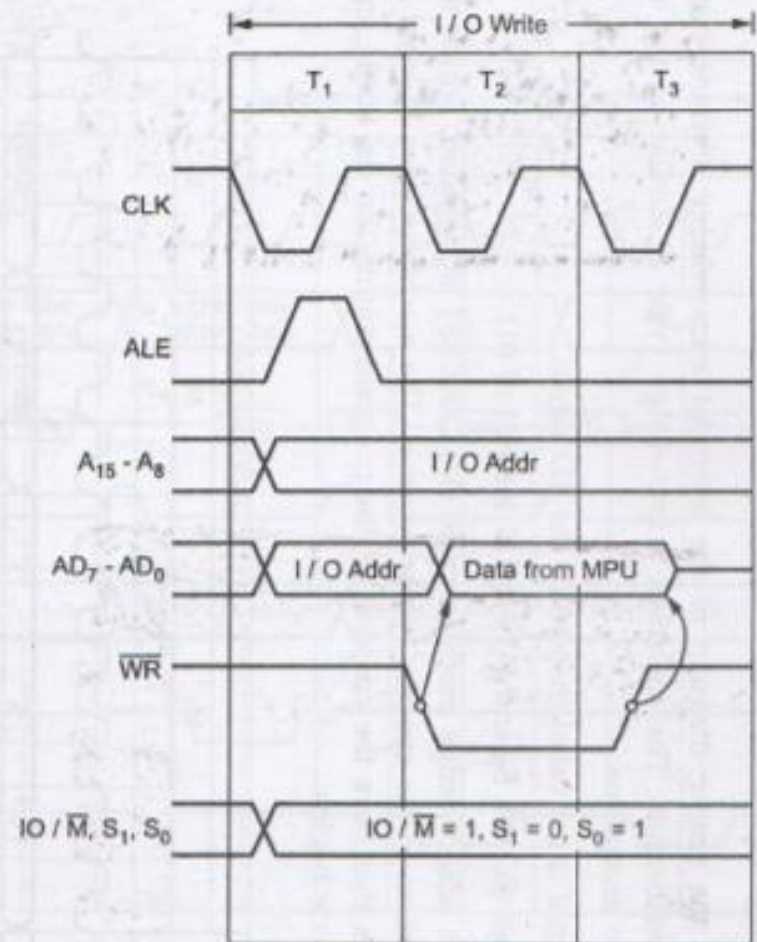 I / O Write
T₁ T₂ T₃
CLK
ALE
A₁₅ - A₈ I / O Addr
AD₇ - AD₀ I / O Addr Data from MPU
W̅R̅
IO / M̅, S₁, S₀ IO / M̅ = 1, S₁ = 0, S₀ = 1